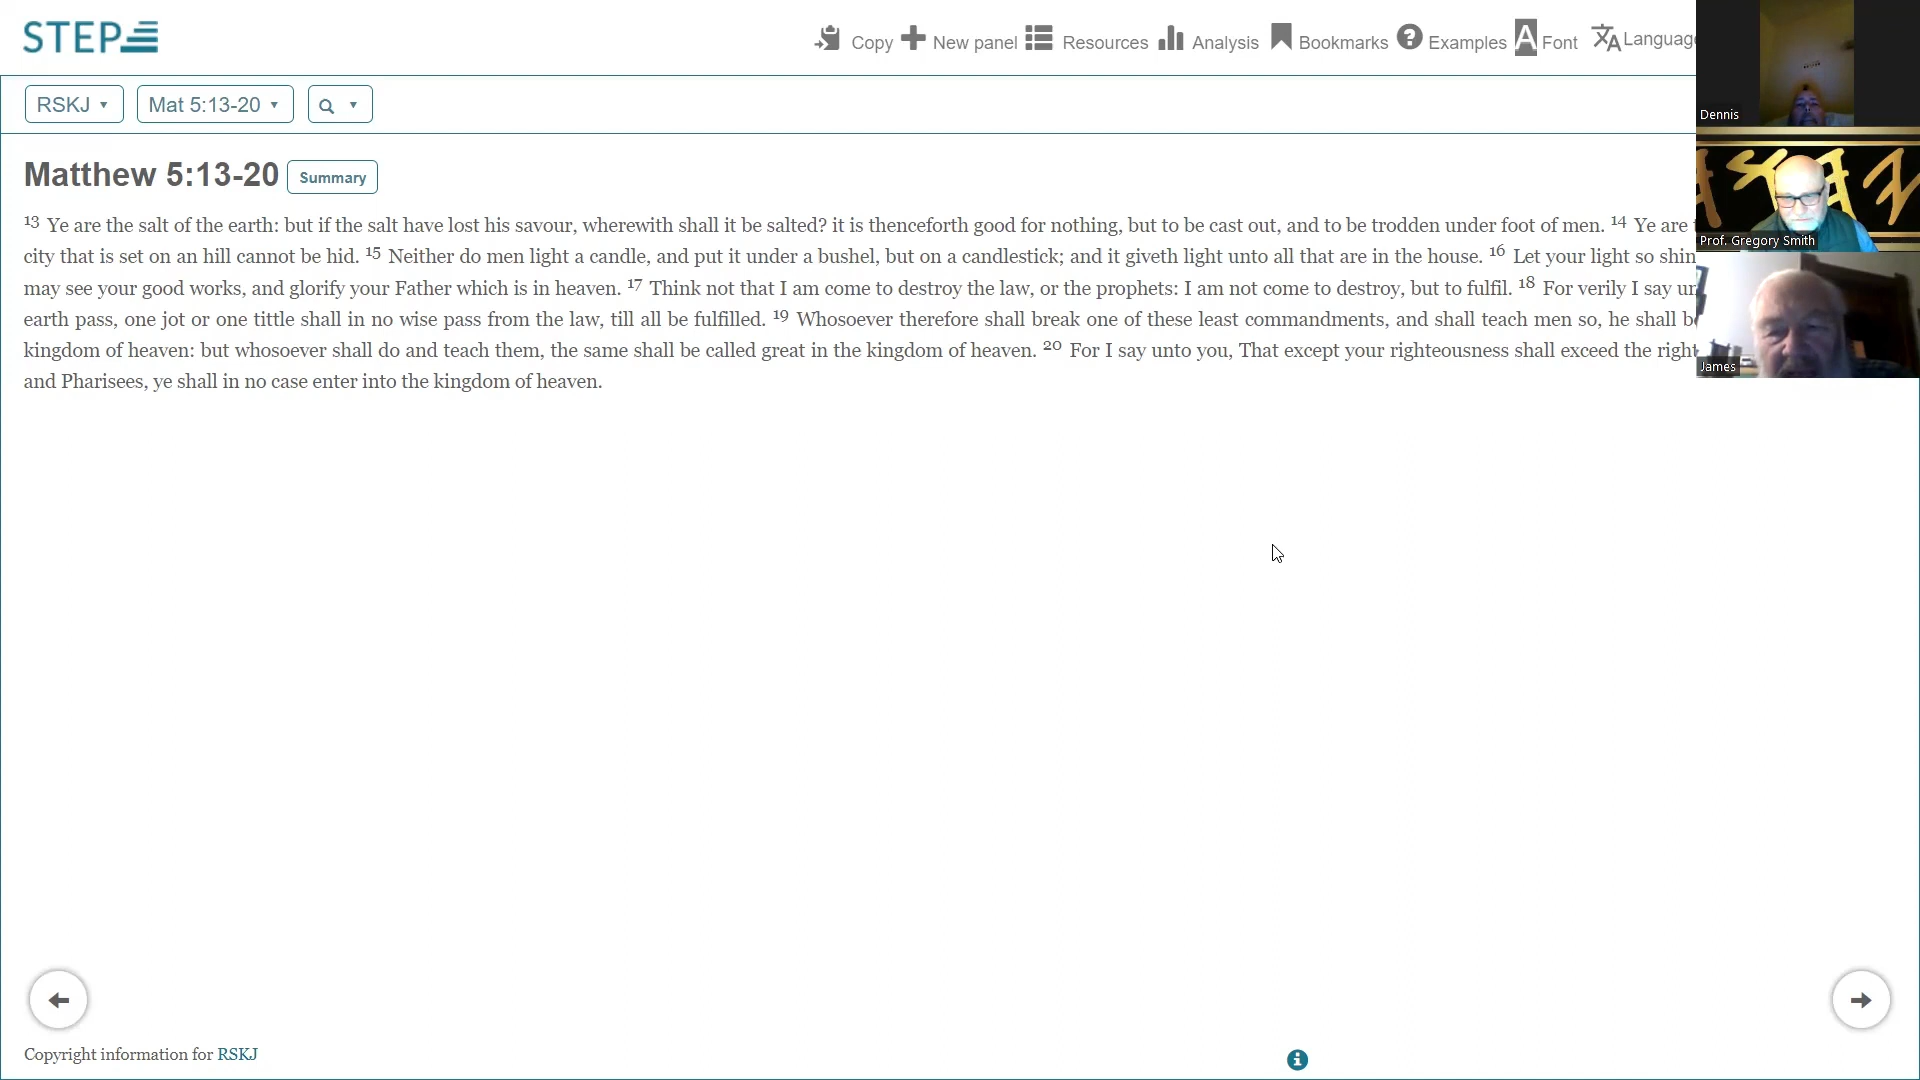 STEP
Copy New panel Resources Analysis Bookmarks Examples Font Languag
RSKJ
Mat 5:13-20
Matthew 5:13-20 Summary
13 Ye are the salt of the earth: but if the salt have lost his savour, wherewith shall it be salted? it is thenceforth good for nothing, but to be cast out, and to be trodden under foot of men. 14 Ye are
city that is set on an hill cannot be hid. 15 Neither do men light a candle, and put it under a bushel, but on a candlestick; and it giveth light unto all that are in the house. 16 Let your light so shin
may see your good works, and glorify your Father which is in heaven. 17 Think not that I am come to destroy the law, or the prophets: I am not come to destroy, but to fulfil. 18 For verily I say
earth pass, one jot or one tittle shall in no wise pass from the law, till all be fulfilled. 19 Whosoever therefore shall break one of these least commandments, and shall teach men so, he shall
kingdom of heaven: but whosoever shall do and teach them, the same shall be called great in the kingdom of heaven. 20 For I say unto you, That except your righteousness shall exceed the right
and Pharisees, ye shall in no case enter into the kingdom of heaven.
Dennis
Prof. Gregory Smith
James
Copyright information for RSKJ